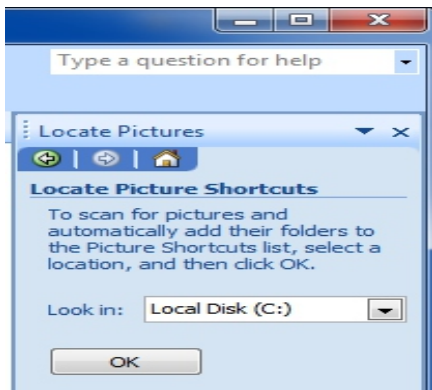 Type a question for help
Locate Pictures
Locate Picture Shortcuts
To scan for pictures and
automatically add their folders to
the Picture Shortcuts list, select a
location, and then click OK.
Look in: Local Disk (C:)
OK